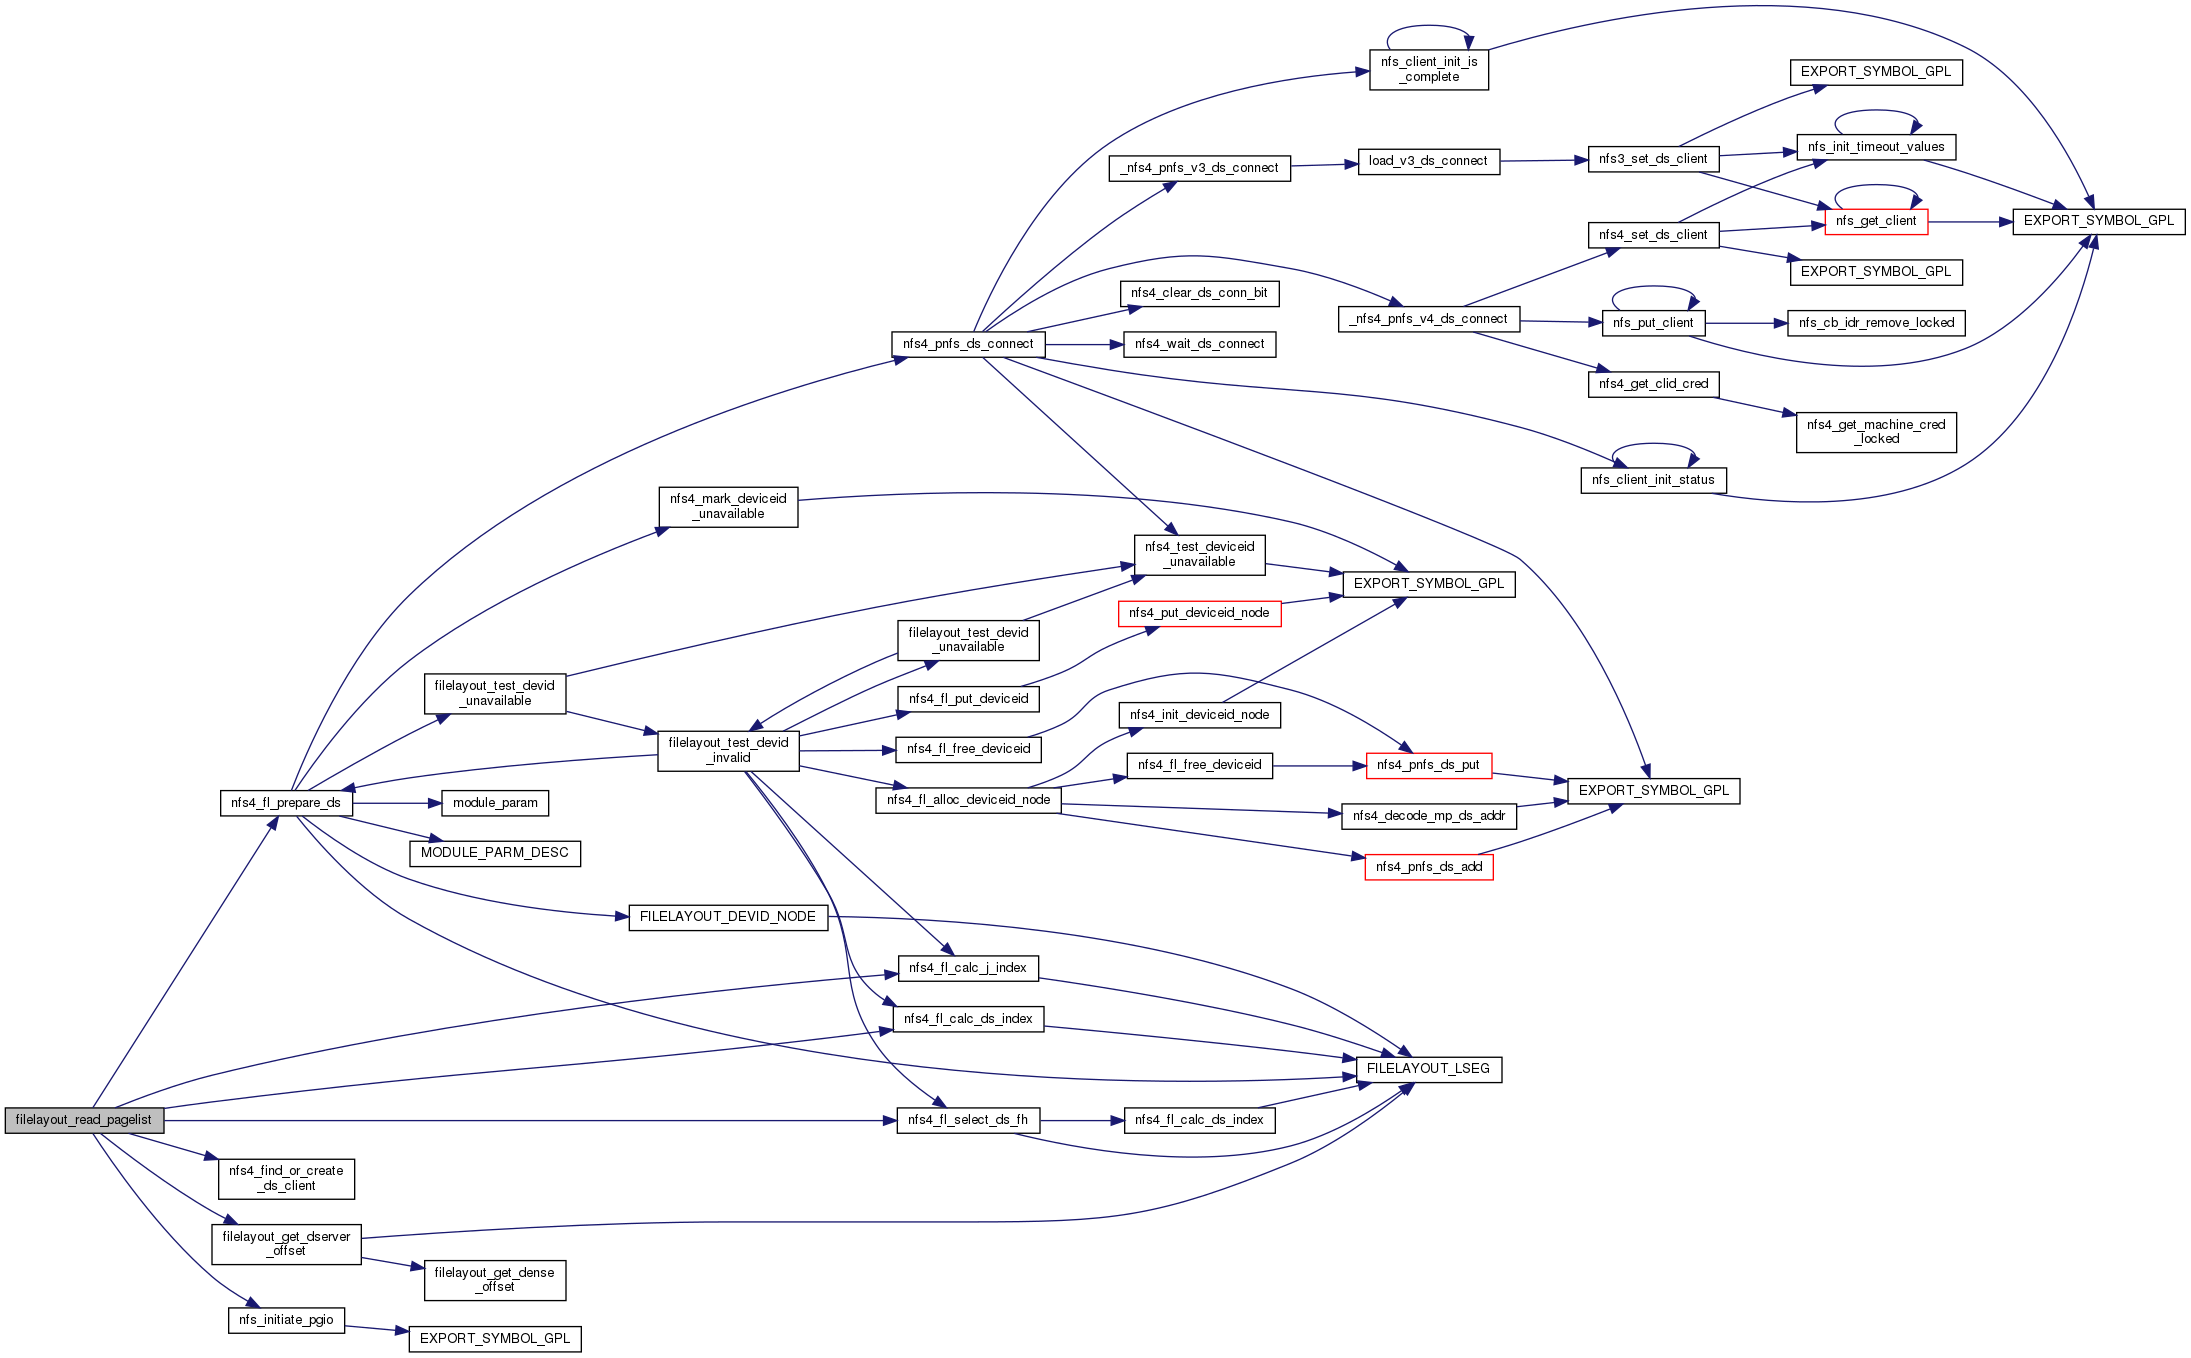 nfs_client_init_is
_complete
EXPORT_SYMBOL_GPL
nfs_init_timeout_values
_nfs4_pnfs_v3_ds_connect
load_v3_ds_connect
nfs3_set_ds_client
nfs_get_client
EXPORT_SYMBOL_GPL
nfs4_set_ds_client
EXPORT_SYMBOL_GPL
nfs4_clear_ds_conn_bit
_nfs4_pnfs_v4_ds_connect
nfs_put_client
nfs_cb_idr_remove_locked
nfs4_pnfs_ds_connect
nfs4_wait_ds_connect
nfs4_get_clid_cred
nfs4_get_machine_cred
_locked
nfs_client_init_status
nfs4_mark_deviceid
_unavailable
nfs4_test_deviceid
_unavailable
EXPORT_SYMBOL_GPL
nfs4_put_deviceid_node
filelayout_test_devid
_unavailable
filelayout_test_devid
_unavailable
nfs4_fl_put_deviceid
nfs4_init_deviceid_node
filelayout_test_devid
_invalid
nfs4_fl_free_deviceid
nfs4_fl_free_deviceid
nfs4_pnfs_ds_put
nfs4_fl_prepare_ds
module_param
nfs4_fl_alloc_deviceid_node
nfs4_decode_mp_ds_addr
EXPORT_SYMBOL_GPL
MODULE_PARM_DESC
nfs4_pnfs_ds_add
FILELAYOUT_DEVID_NODE
nfs4_fl_calc_j_index
nfs4_fl_calc_ds_index
FILELAYOUT_LSEG
filelayout_read_pagelist
nfs4_fl_select_ds_fh
nfs4_fl_calc_ds_index
nfs4_find_or_create
_ds_client
filelayout_get_dserver
_offset
filelayout_get_dense
_offset
nfs_initiate_pgio
EXPORT_SYMBOL_GPL